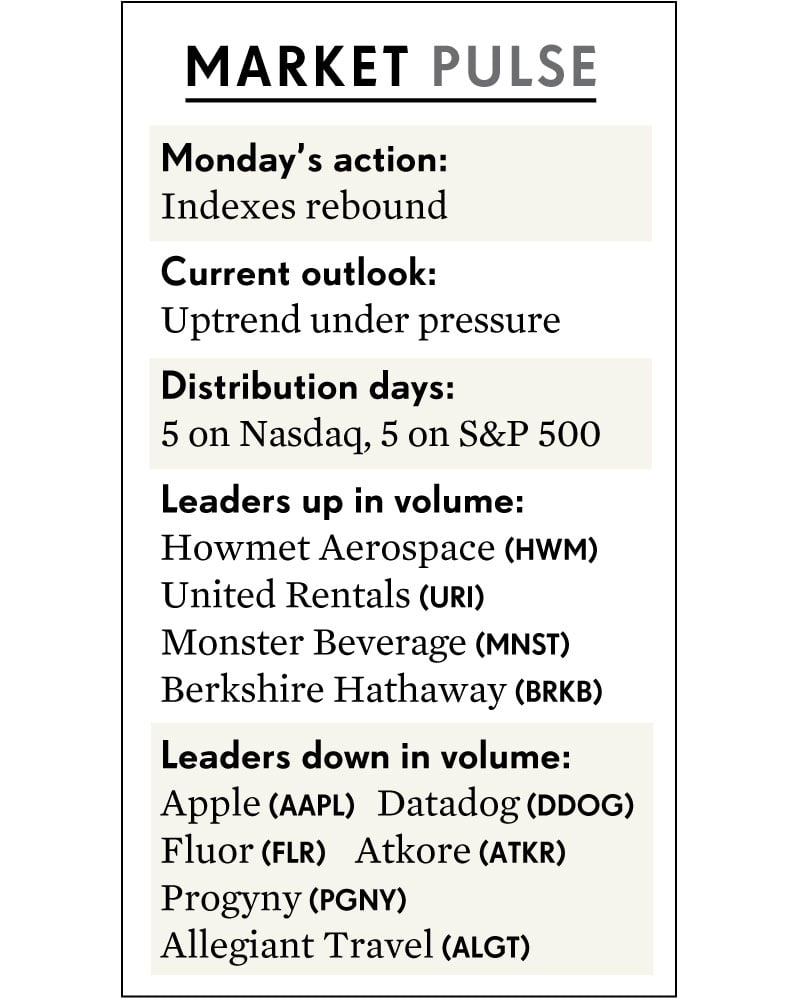 MARKET PULSE
Monday’s action:
Indexes rebound
Current outlook:
Uptrend under pressure
Distribution days:
5 on Nasdaq, 5 on S&P 500
Leaders up in volume:
Howmet Aerospace (HWM)
United Rentals (URI)
Monster Beverage (MNST)
Berkshire Hathaway (BRKB)
Leaders down in volume:
Apple (AAPL) Datadog (DDOG)
Fluor (FLR) Atkore (ATKR)
Progyny (PGNY)
Allegiant Travel (ALGT)